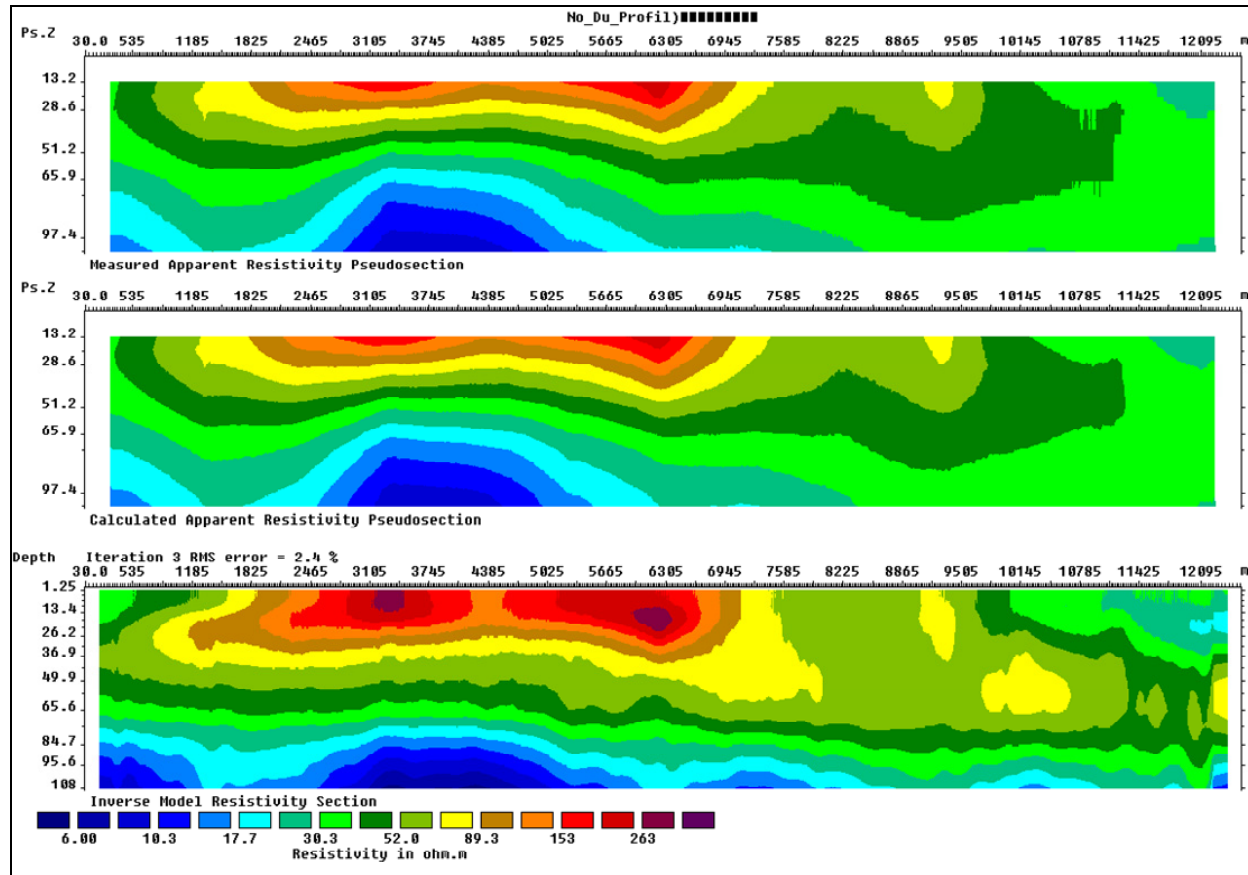 No_Du_Profil)■■■■■■■■■
Ps.Z
30.0 535 1185 1825 2465 3105 3745 4385 5025 5665 6305 6945 7585 8225 8865 9505 10145 10785 11425 12095 m
13.2
28.6
51.2
65.9
97.4
Measured Apparent Resistivity Pseudosection
Ps.Z
30.0 535 1185 1825 2465 3105 3745 4385 5025 5665 6305 6945 7585 8225 8865 9505 10145 10785 11425 12095 m
13.2
28.6
51.2
65.9
97.4
Calculated Apparent Resistivity Pseudosection
Depth Iteration 3 RMS error = 2.4 %
30.0 535 1185 1825 2465 3105 3745 4385 5025 5665 6305 6945 7585 8225 8865 9505 10145 10785 11425 12095 m
1.25
13.4
26.2
36.9
49.9
65.6
84.7
95.6
108
Inverse Model Resistivity Section
6.00 10.3 17.7 30.3 52.0 89.3 153 263
Resistivity in ohm.m